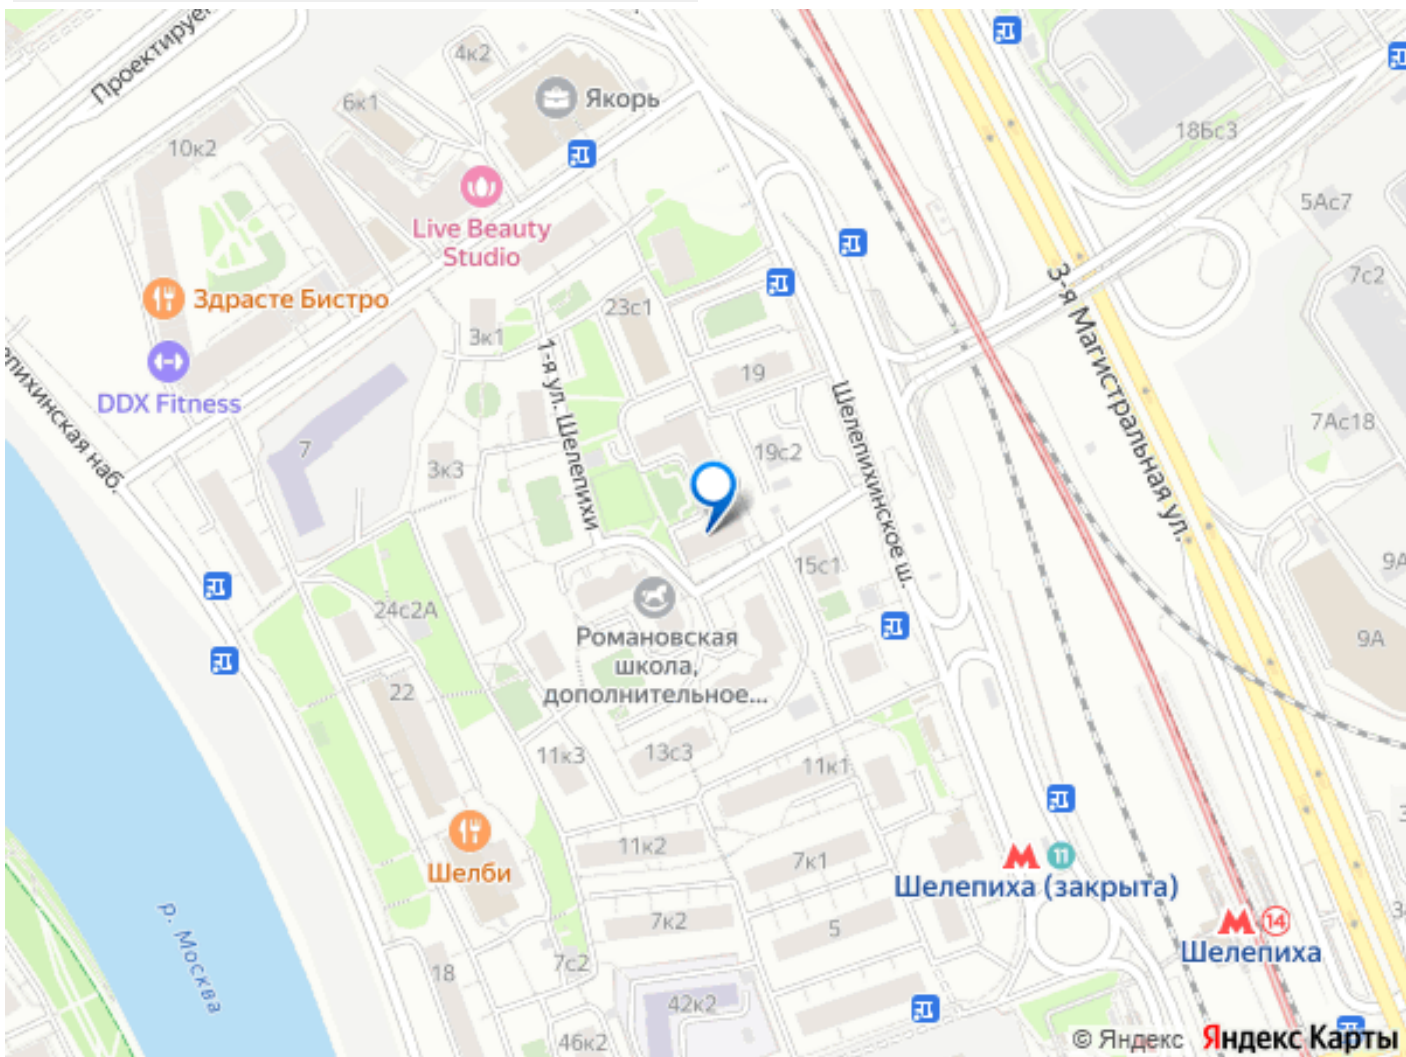 Проектируе
4к2
Якорь
6к1
10к2
18Бс3
Live Beauty
Studio
5Ас7
7с2
Здрасте Бистро
23с1
3к1
3-я Магистральная ул.
1-я ул. Шелепихи
19
DDX Fitness
Шелепихинское ш.
епихинская наб.
7
7Ас18
3к3
19с2
15с1
9А
24с2А
Романовская
школа,
дополнительное...
9А
22
13с3
11к3
11к1
11к2
7к1
Шелби
М 11
Шелепиха (закрыта)
М 14
Шелепиха
7к2
5
р. Москва
7с2
18
42к2
46к2
© Яндекс Яндекс Карты